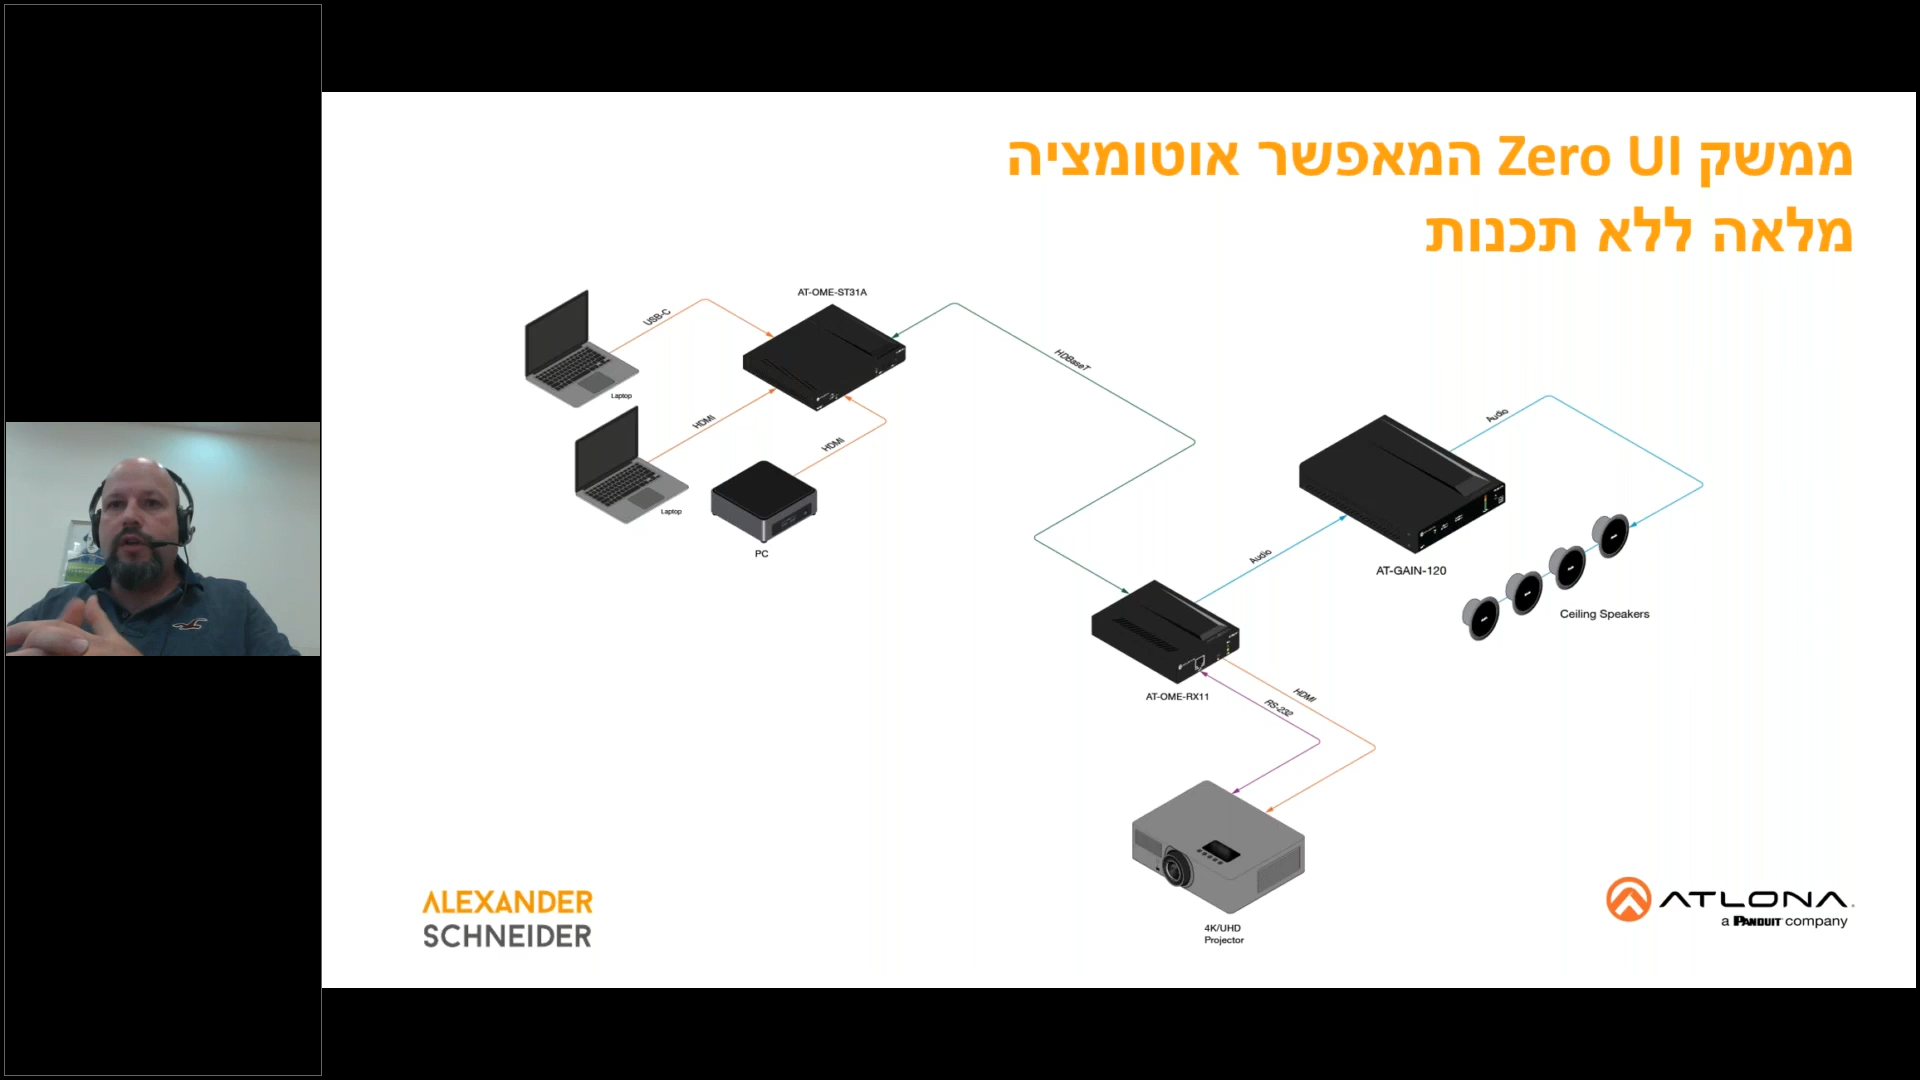 ממשק Zero UI המאפשר אוטומציה
מלאה ללא תכנות
AT-OME-ST31A
USB-C
Laptop
HDMI
Laptop
HDMI
PC
HDBaseT
Audio
AT-GAIN-120
Audio
Ceiling Speakers
AT-OME-RX11
HDMI
RS-232
4K/UHD
Projector
ALEXANDER
SCHNEIDER
ATLONA
a PANDUIT company